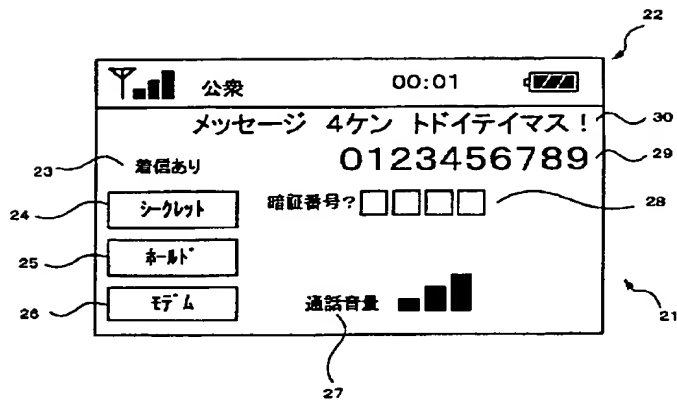 22
公衆 00:01
メッセージ 4ケン トドイテイマス! 30
23 着信あり 0123456789 29
24 シークレット 暗証番号? 28
25 ホールド
26 モデム 通話音量 21
27